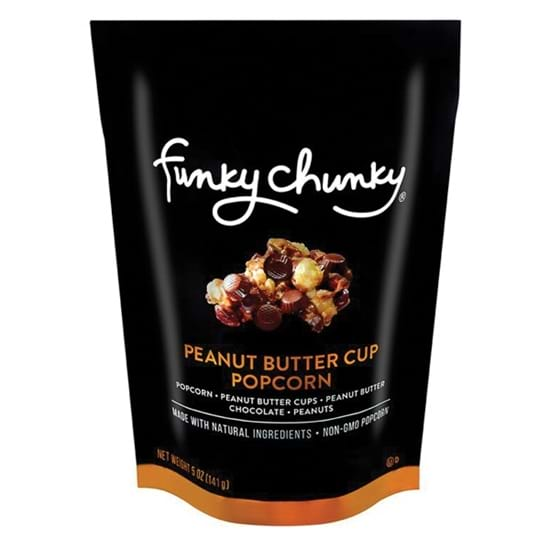 funky chunky®
PEANUT BUTTER CUP
POPCORN
POPCORN • PEANUT BUTTER CUPS • PEANUT BUTTER
CHOCOLATE • PEANUTS
MADE WITH NATURAL INGREDIENTS • NON-GMO POPCORN
NET WEIGHT 5 OZ (141 g)
Ⓤ D